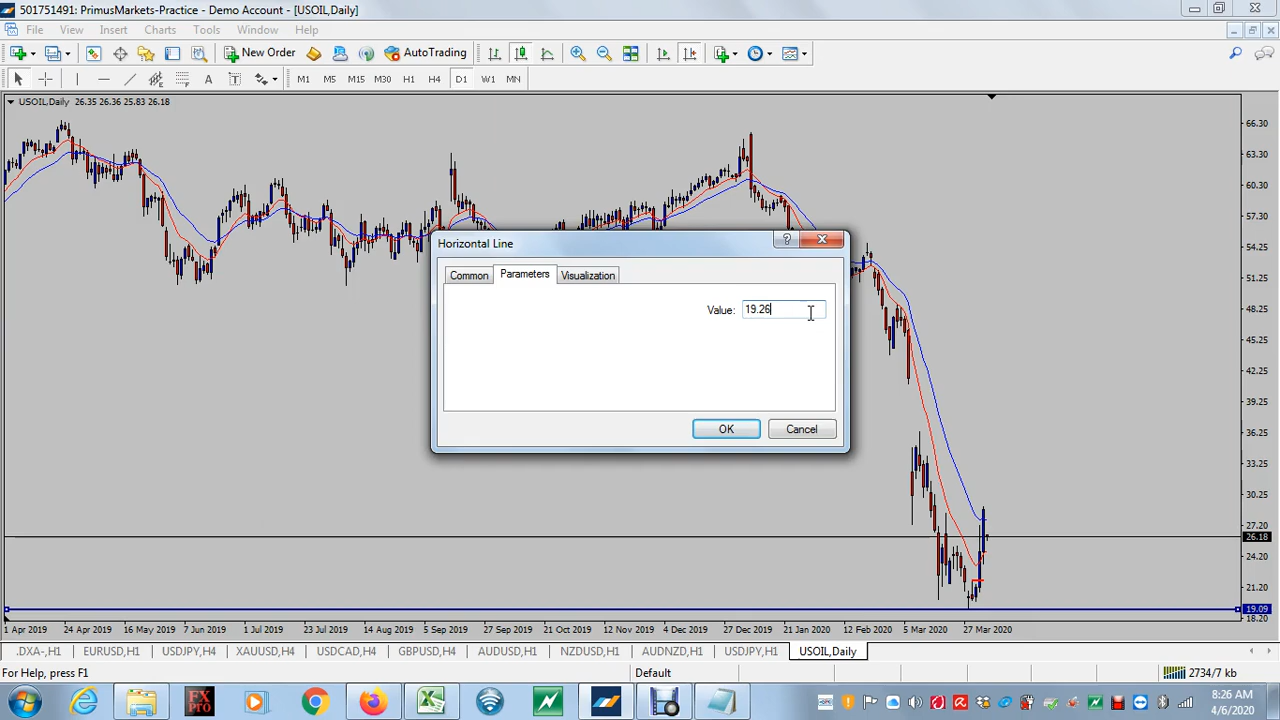 501751491: PrimusMarkets-Practice - Demo Account - [USOIL,Daily]
File View Insert Charts Tools Window Help
New Order AutoTrading
A T M1 M5 M15 M30 H1 H4 D1 W1 MN
USOIL,Daily 26.35 26.36 25.83 26.18
66.30
63.30
60.30
57.30
54.25
51.25
48.25
45.25
42.25
39.25
36.25
33.25
30.25
27.20
26.18
24.20
21.20
19.09
18.20
Horizontal Line
Common Parameters Visualization
Value: 19.26
OK Cancel
1 Apr 2019 24 Apr 2019 16 May 2019 7 Jun 2019 1 Jul 2019 23 Jul 2019 14 Aug 2019 5 Sep 2019 27 Sep 2019 21 Oct 2019 12 Nov 2019 4 Dec 2019 27 Dec 2019 21 Jan 2020 12 Feb 2020 5 Mar 2020 27 Mar 2020
.DXA-,H1 EURUSD,H1 USDJPY,H4 XAUUSD,H4 USDCAD,H4 GBPUSD,H4 AUDUSD,H1 NZDUSD,H1 AUDNZD,H1 USDJPY,H1 USOIL,Daily
For Help, press F1 Default 2734/7 kb
FX PRO
8:26 AM
4/6/2020